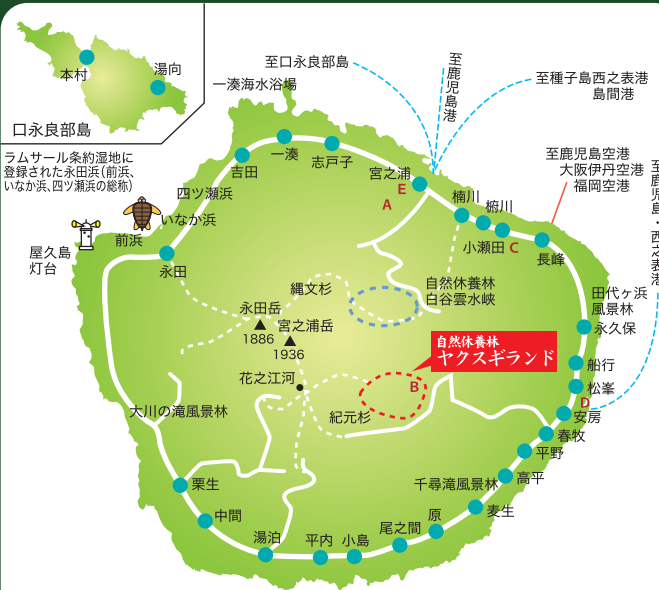 本村
湯向
口永良部島
ラムサール条約湿地に
登録された永田浜(前浜、
いなか浜、四ツ瀬浜の総称)
至口永良部島
至鹿児島港
至種子島西之表港
島間港
一湊海水浴場
至鹿児島空港
大阪伊丹空港
福岡空港
至鹿児島・西之表港
吉田
一湊
志戸子
宮之浦
E
A
楠川
椨川
小瀬田
C
長峰
四ツ瀬浜
いなか浜
前浜
屋久島
灯台
永田
縄文杉
自然休養林
白谷雲水峡
田代ヶ浜
風景林
永久保
永田岳
1886
宮之浦岳
1936
自然休養林
ヤクスギランド
花之江河
B
紀元杉
大川の滝風景林
船行
松峯
D
安房
春牧
平野
高平
千尋滝風景林
麦生
原
尾之間
小島
平内
湯泊
中間
栗生